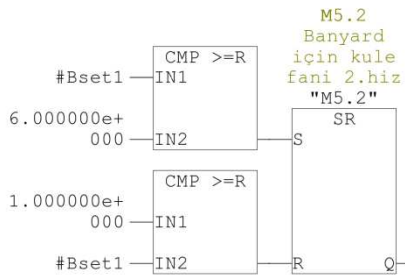 M5.2
Banyard
için kule
fani 2.hiz
"M5.2"
CMP >=R
SR
#Bset1
IN1
6.000000e+
000
IN2
S
CMP >=R
1.000000e+
000
IN1
#Bset1
IN2
R
Q